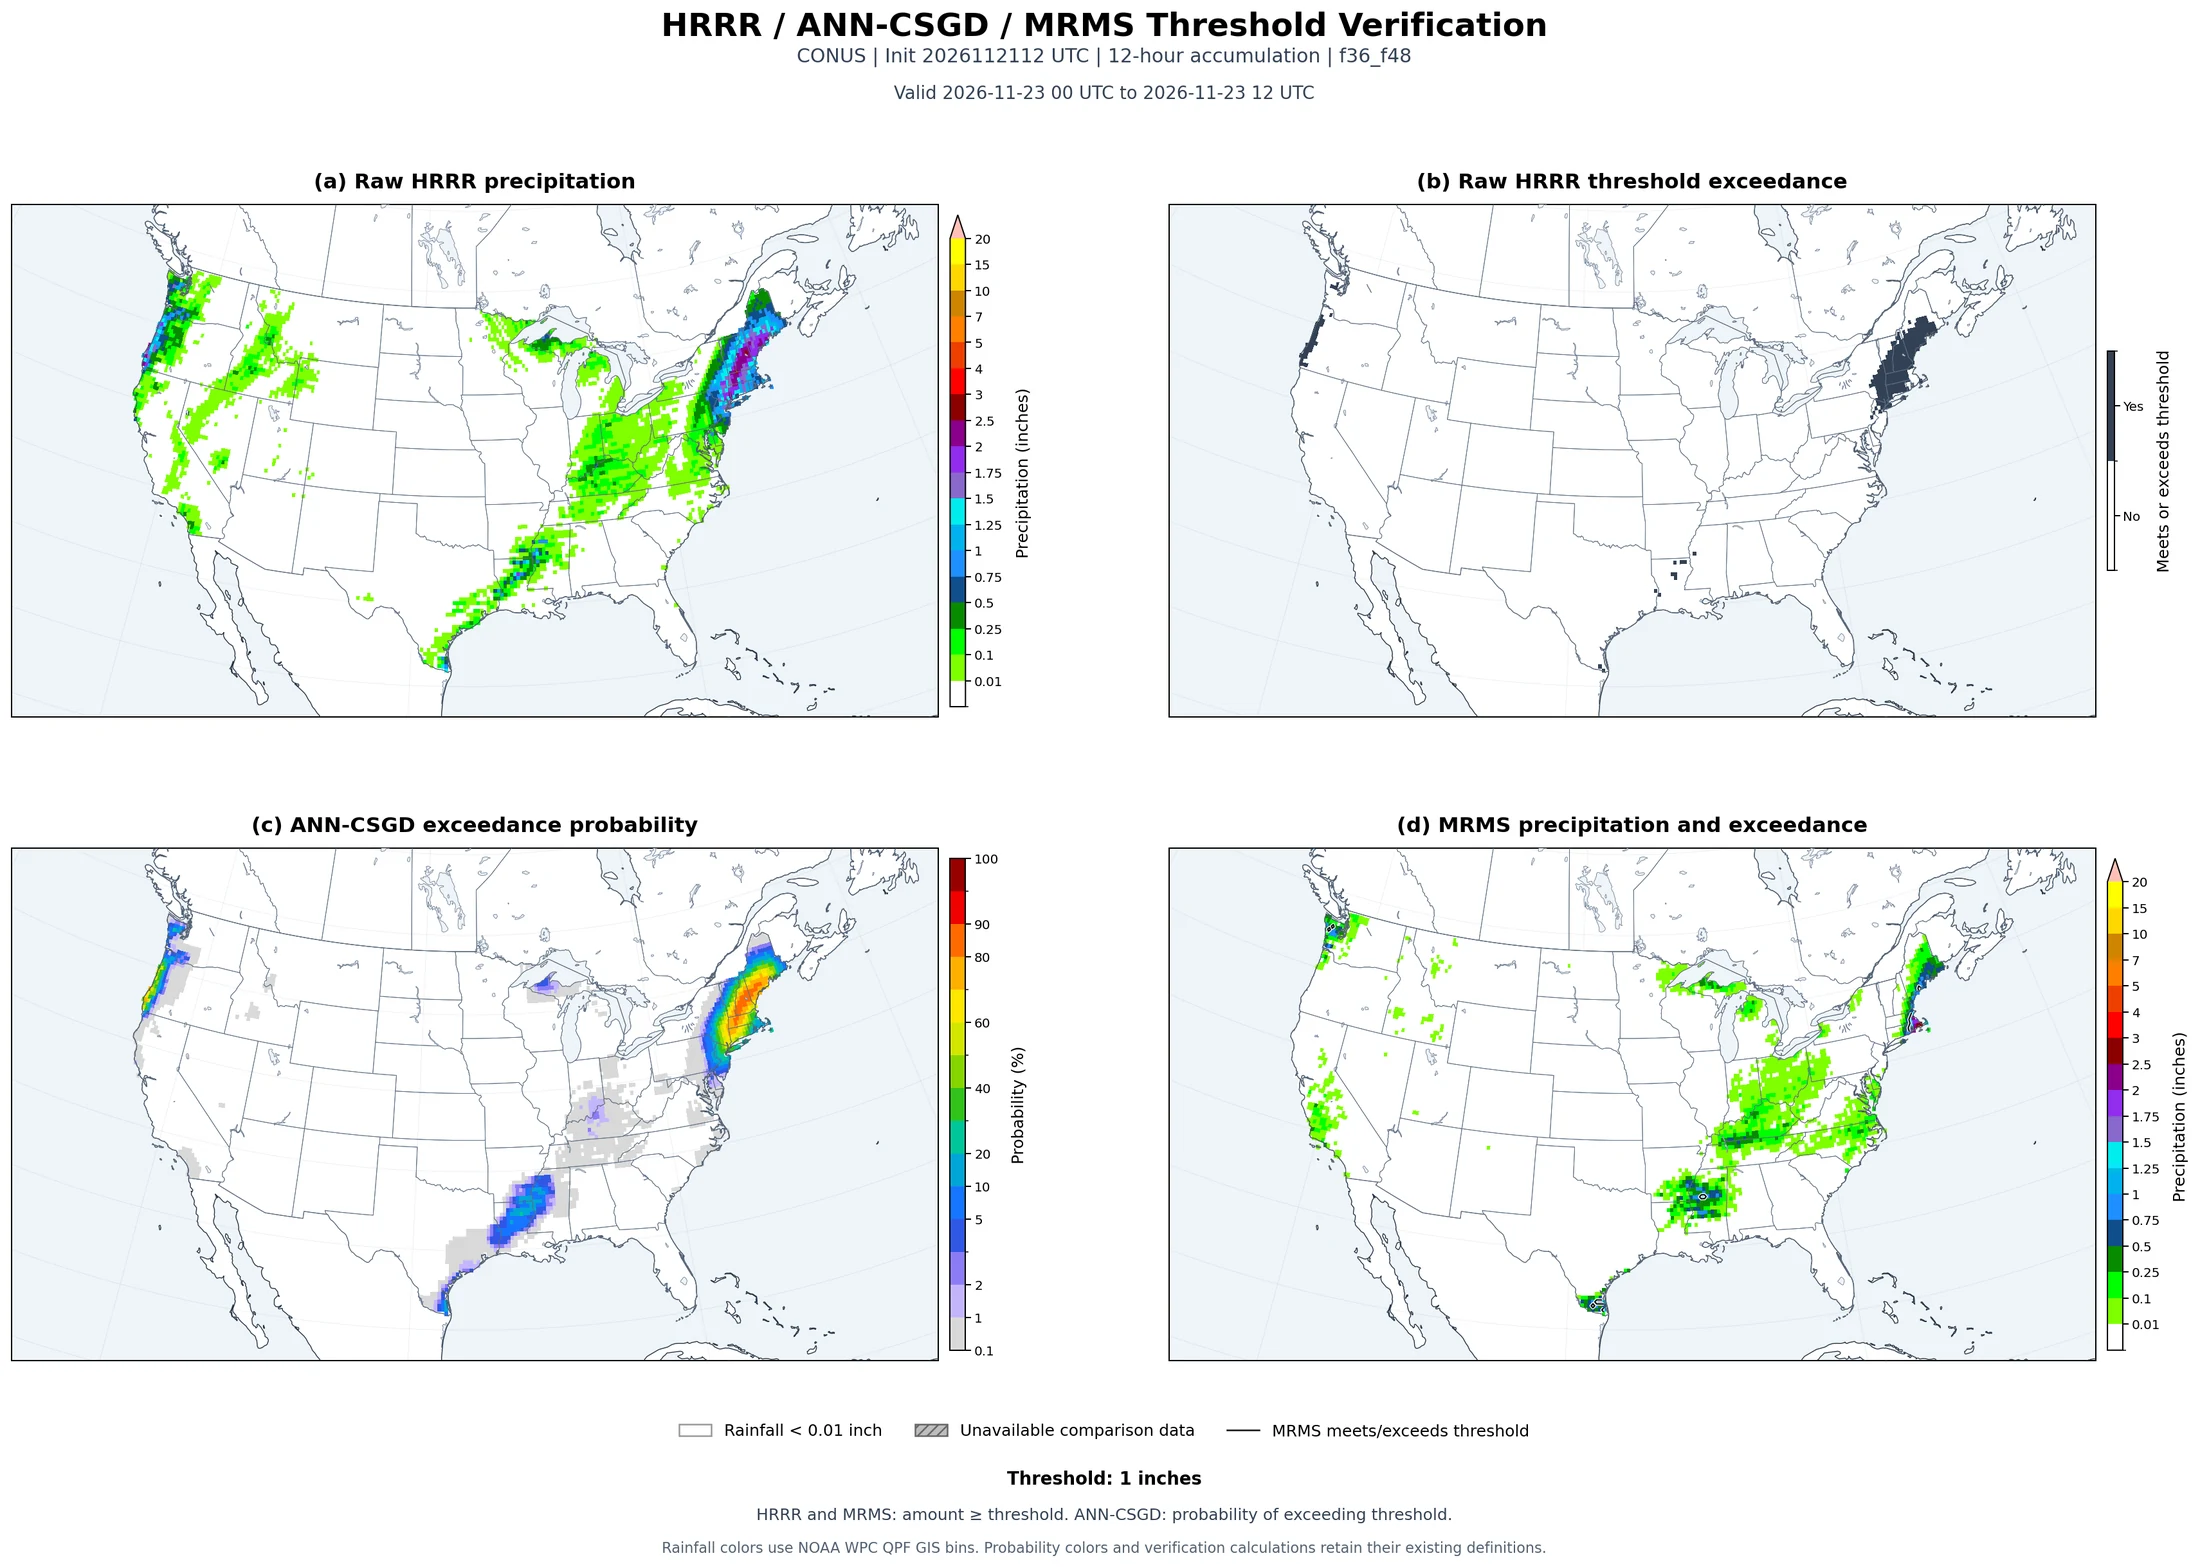 HRRR / ANN-CSGD / MRMS Threshold Verification
CONUS | Init 2026112112 UTC | 12-hour accumulation | f36_f48
Valid 2026-11-23 00 UTC to 2026-11-23 12 UTC
(a) Raw HRRR precipitation
20
15
10
7
5
4
3
2.5
2
1.75
1.5
1.25
1
0.75
0.5
0.25
0.1
0.01
Precipitation (inches)
(b) Raw HRRR threshold exceedance
Yes
No
Meets or exceeds threshold
(c) ANN-CSGD exceedance probability
100
90
80
60
40
20
10
5
2
1
0.1
Probability (%)
(d) MRMS precipitation and exceedance
20
15
10
7
5
4
3
2.5
2
1.75
1.5
1.25
1
0.75
0.5
0.25
0.1
0.01
Precipitation (inches)
Rainfall < 0.01 inch
Unavailable comparison data
MRMS meets/exceeds threshold
Threshold: 1 inches
HRRR and MRMS: amount ≥ threshold. ANN-CSGD: probability of exceeding threshold.
Rainfall colors use NOAA WPC QPF GIS bins. Probability colors and verification calculations retain their existing definitions.